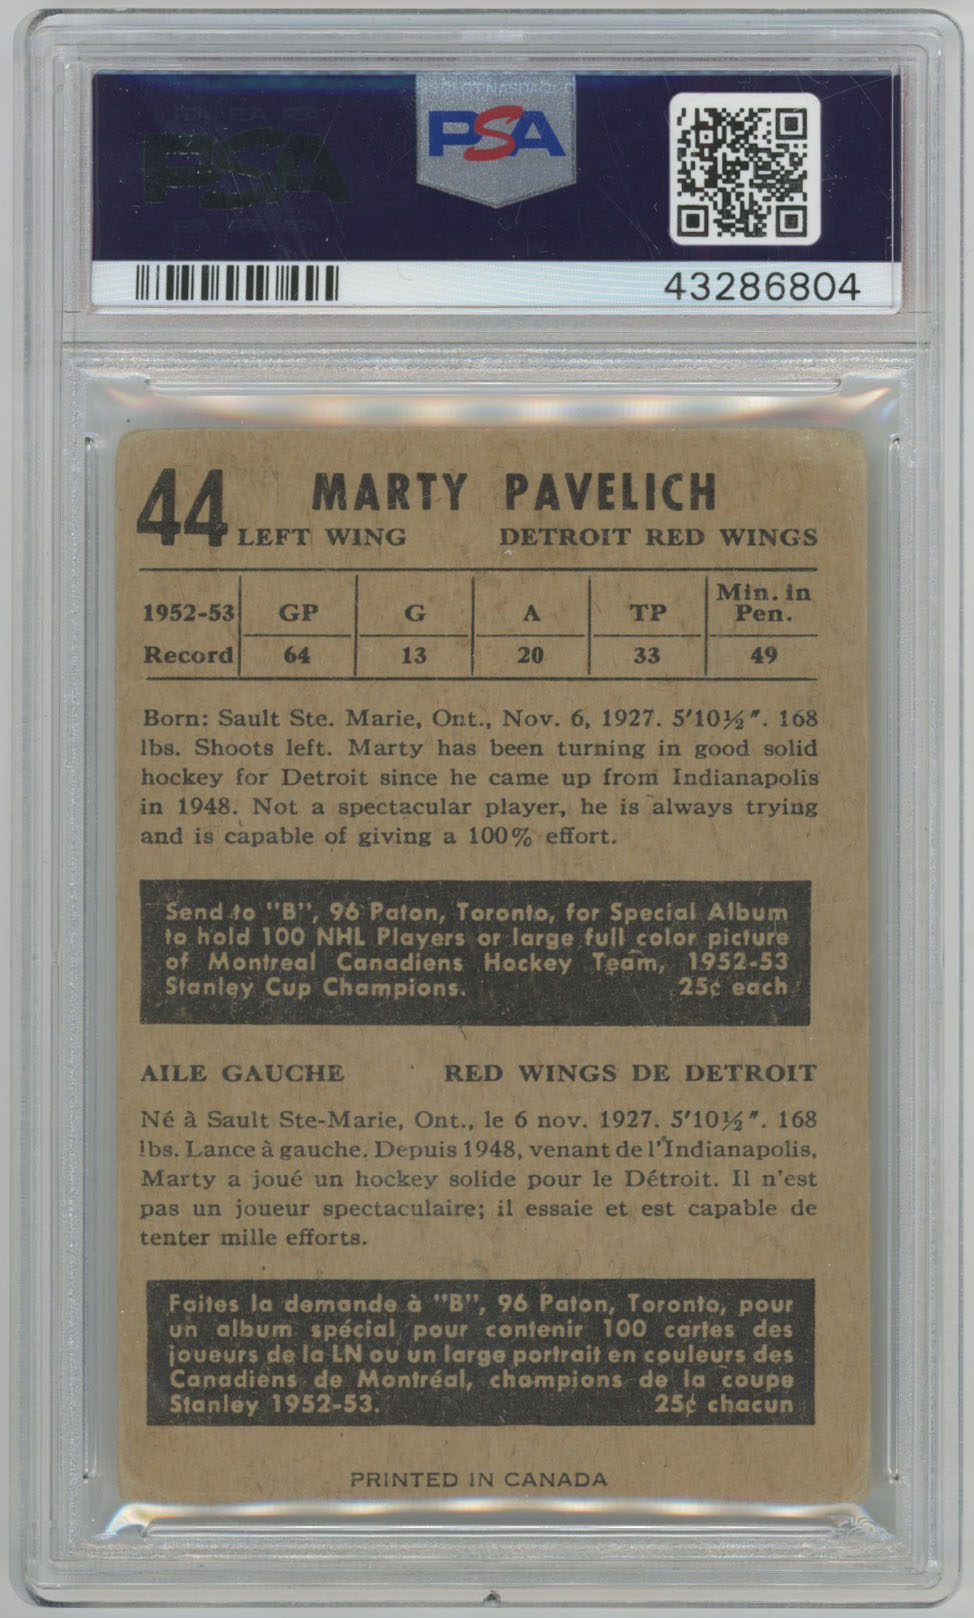 PSA
PSA
43286804
44 MARTY PAVELICH
LEFT WING DETROIT RED WINGS
1952-53 GP G A TP Min. in Pen.
Record 64 13 20 33 49
Born: Sault Ste. Marie, Ont., Nov. 6, 1927. 5'10½". 168
lbs. Shoots left. Marty has been turning in good solid
hockey for Detroit since he came up from Indianapolis
in 1948. Not a spectacular player, he is always trying
and is capable of giving a 100% effort.
Send to "B", 96 Paton, Toronto, for Special Album
to hold 100 NHL Players or large full color picture
of Montreal Canadiens Hockey Team, 1952-53
Stanley Cup Champions. 25¢ each
AILE GAUCHE RED WINGS DE DETROIT
Né à Sault Ste-Marie, Ont., le 6 nov. 1927. 5'10½". 168
lbs. Lance à gauche. Depuis 1948, venant de l'Indianapolis,
Marty a joué un hockey solide pour le Détroit. Il n'est
pas un joueur spectaculaire; il essaie et est capable de
tenter mille efforts.
Faites la demande à "B", 96 Paton, Toronto, pour
un album spécial pour contenir 100 cartes des
joueurs de la LN ou un large portrait en couleurs des
Canadiens de Montréal, champions de la coupe
Stanley 1952-53. 25¢ chacun
PRINTED IN CANADA